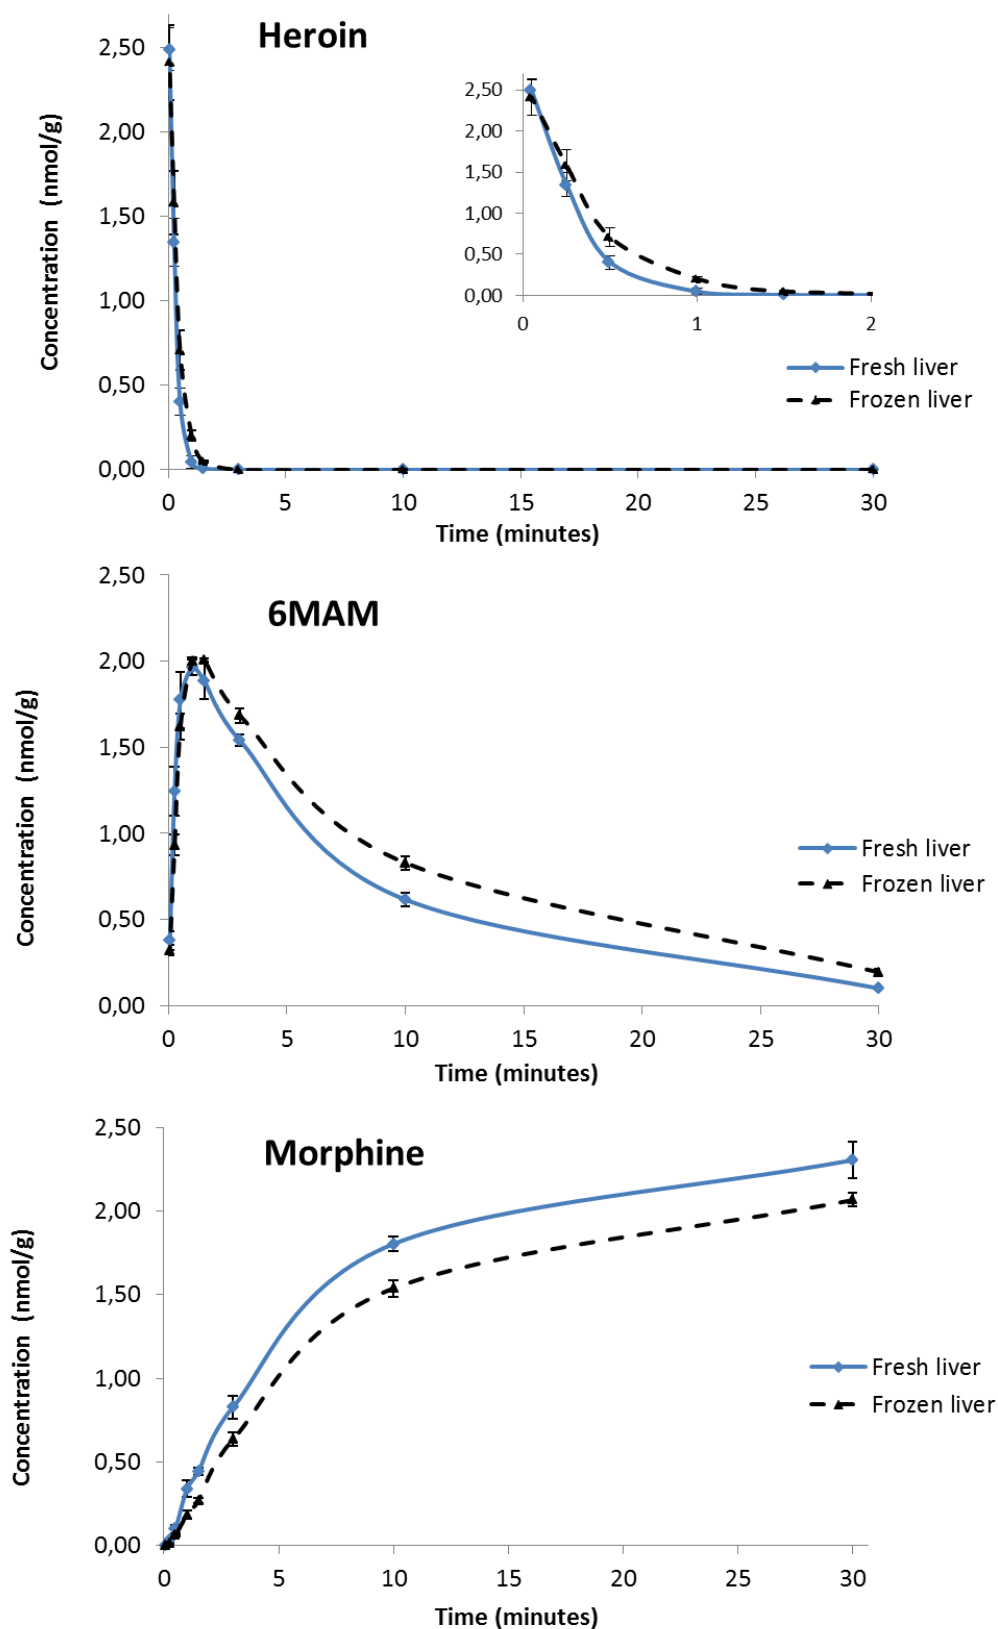 Heroin
Concentration (nmol/g)
2,50
2,00
1,50
1,00
0,50
0,00
0 5 10 15 20 25 30
Time (minutes)
2,50
2,00
1,50
1,00
0,50
0,00
0 1 2
Fresh liver
Frozen liver
6MAM
Concentration (nmol/g)
2,50
2,00
1,50
1,00
0,50
0,00
0 5 10 15 20 25 30
Time (minutes)
Fresh liver
Frozen liver
Morphine
Concentration (nmol/g)
2,50
2,00
1,50
1,00
0,50
0,00
0 5 10 15 20 25 30
Time (minutes)
Fresh liver
Frozen liver